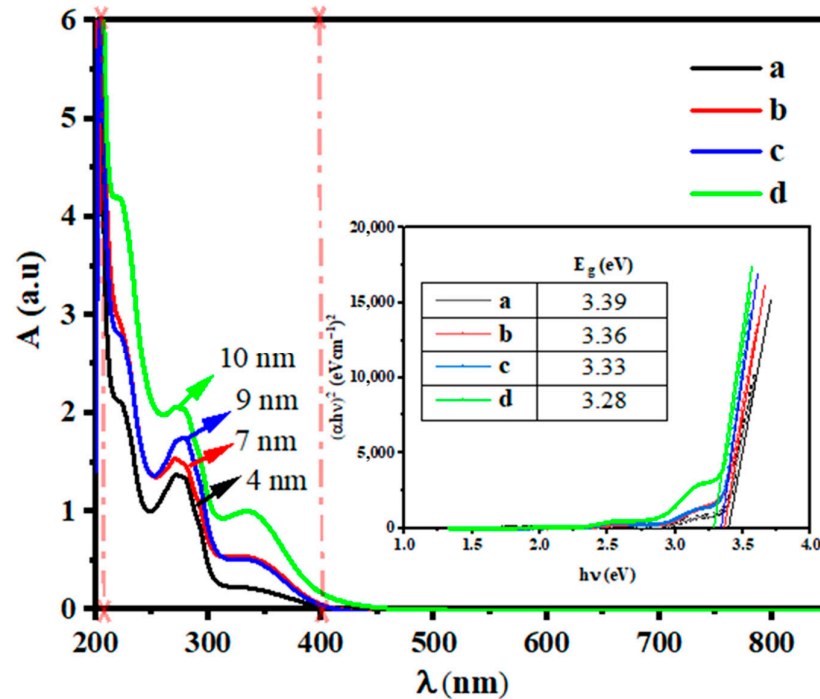 6
5
4
3
2
1
0
A (a.u)
200
300
400
500
600
700
800
λ (nm)
a
b
c
d
10 nm
9 nm
7 nm
4 nm
20,000
15,000
10,000
5,000
0
(αhν)² (eVcm⁻¹)²
1.0
1.5
2.0
2.5
3.0
3.5
4.0
hν (eV)
E g (eV)
a 3.39
b 3.36
c 3.33
d 3.28